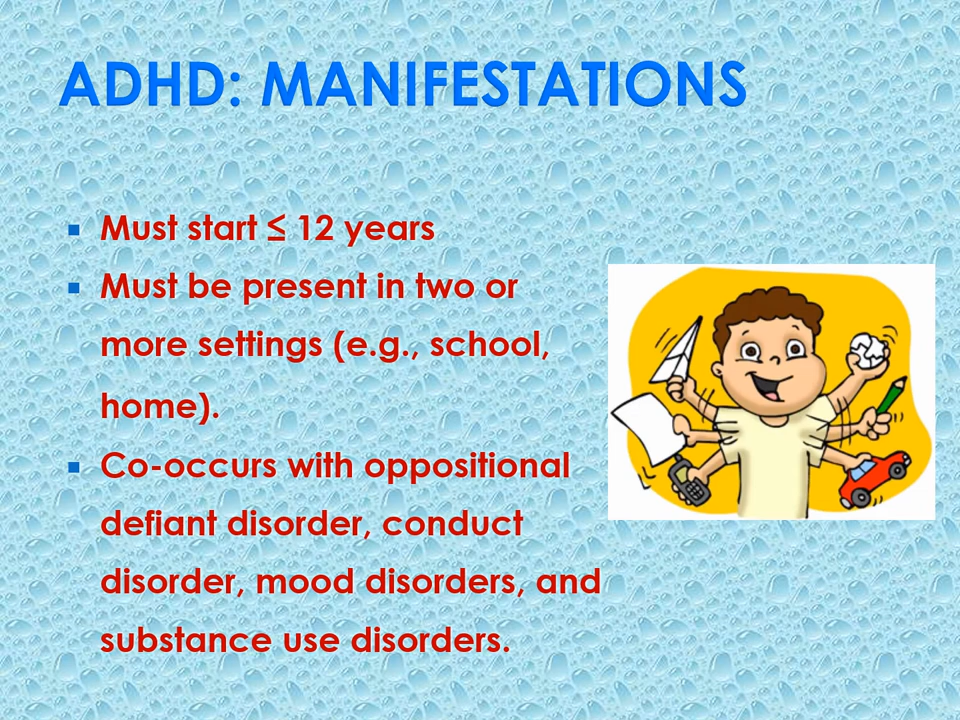 ADHD: MANIFESTATIONS
▪ Must start ≤ 12 years
▪ Must be present in two or
more settings (e.g., school,
home).
▪ Co-occurs with oppositional
defiant disorder, conduct
disorder, mood disorders, and
substance use disorders.